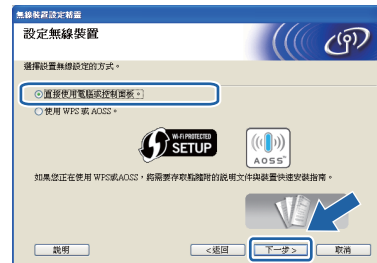 無線裝置設定精靈
設定無線裝置
選擇設置無線設定的方式。
直接使用電腦或控制面板。
使用 WPS 或 AOSS。
WI-FI PROTECTED
SETUP
AOSS™
如果您正在使用 WPS或AOSS，將需要存取點隨附的說明文件與裝置快速安裝指南。
說明
<返回
下一步>
取消